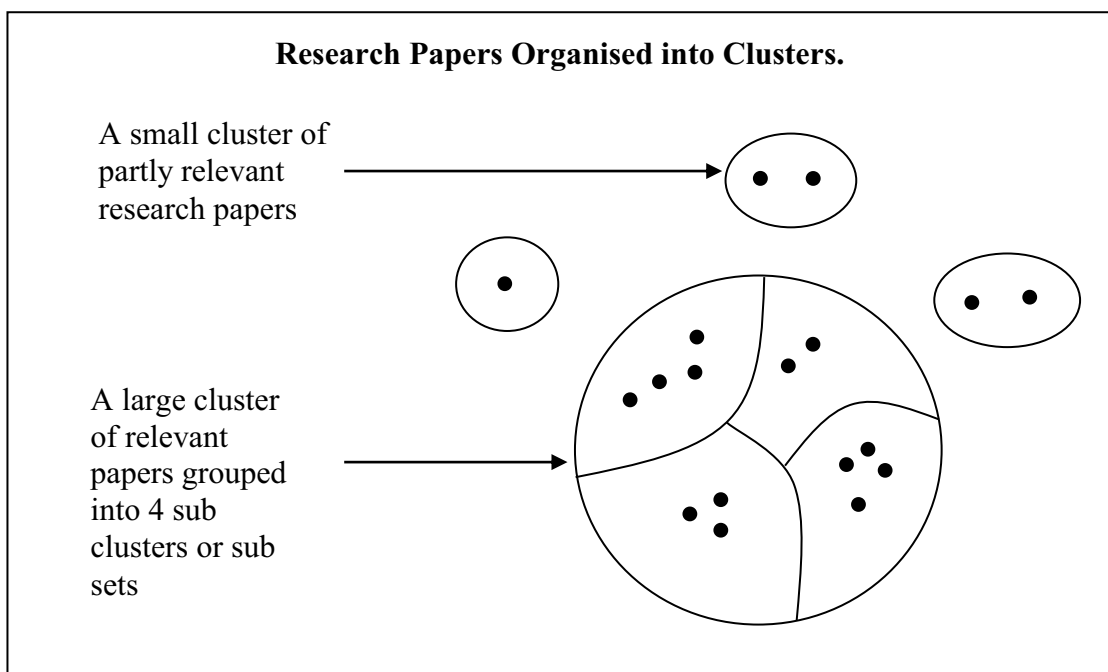 Research Papers Organised into Clusters.
A small cluster of
partly relevant
research papers
A large cluster
of relevant
papers grouped
into 4 sub
clusters or sub
sets